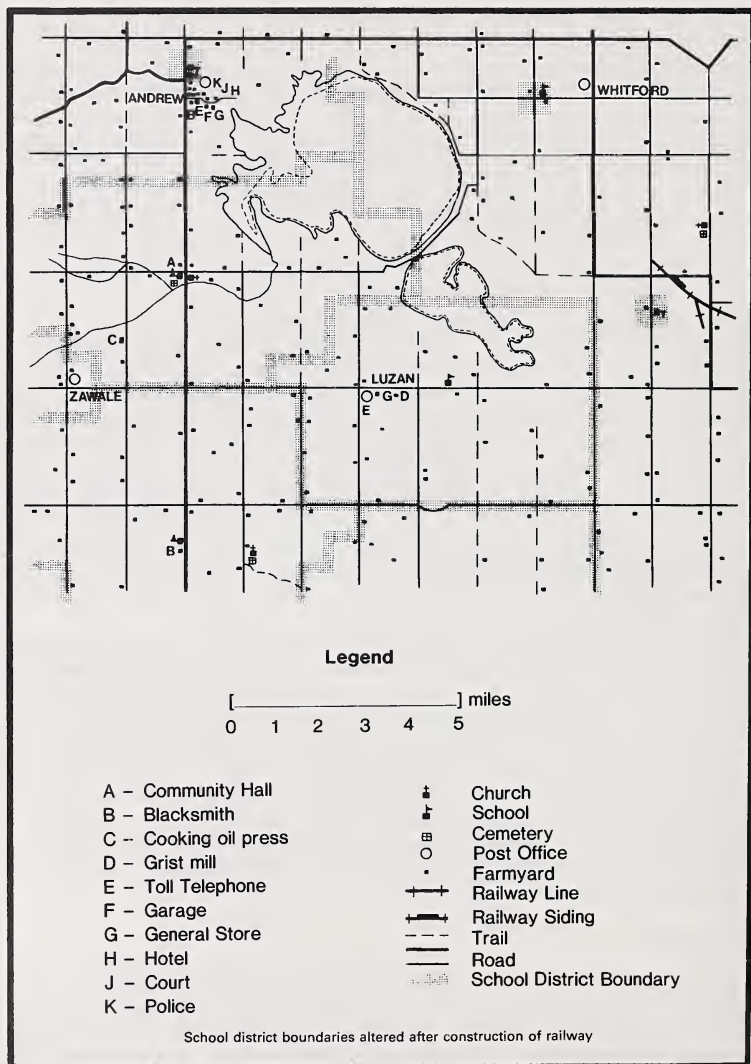 K
J H
ANDREW
B E F G
WHITFORD
A
C
ZAWALE
LUZAN
G D
E
B
Legend
[ ] miles
0 1 2 3 4 5
A – Community Hall
B – Blacksmith
C – Cooking oil press
D – Grist mill
E – Toll Telephone
F – Garage
G – General Store
H – Hotel
J – Court
K – Police
Church
School
Cemetery
Post Office
Farmyard
Railway Line
Railway Siding
Trail
Road
School District Boundary
School district boundaries altered after construction of railway